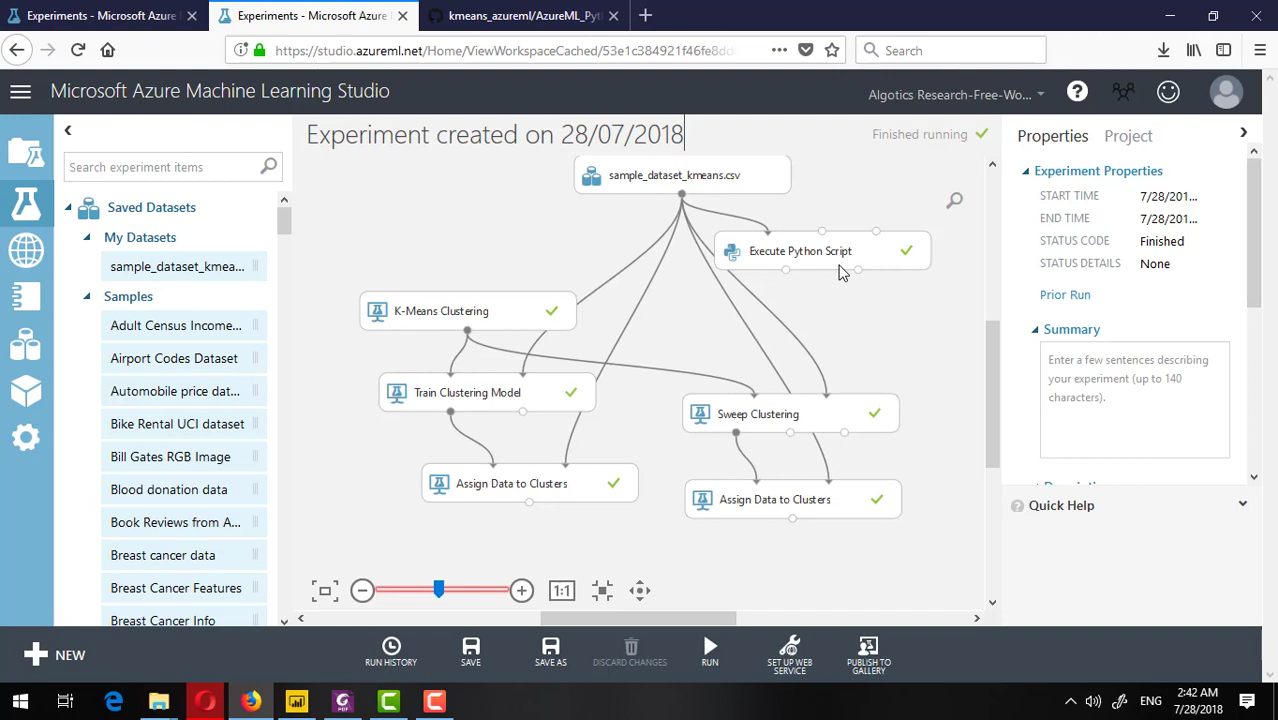 Experiments - Microsoft Azure
Experiments - Microsoft Azure M
kmeans_azureml/AzureML_Pyt
https://studio.azureml.net/Home/ViewWorkspaceCached/53e1c384921f46fe8dd
Search
Microsoft Azure Machine Learning Studio
Algotics Research-Free-Wo...
Search experiment items
Saved Datasets
My Datasets
sample_dataset_kmea...
Samples
Adult Census Income...
Airport Codes Dataset
Automobile price dat...
Bike Rental UCI dataset
Bill Gates RGB Image
Blood donation data
Book Reviews from A...
Breast cancer data
Breast Cancer Features
Breast Cancer Info
Experiment created on 28/07/2018
Finished running
sample_dataset_kmeans.csv
Execute Python Script
K-Means Clustering
Train Clustering Model
Sweep Clustering
Assign Data to Clusters
Assign Data to Clusters
1:1
Properties
Project
Experiment Properties
START TIME 7/28/201...
END TIME 7/28/201...
STATUS CODE Finished
STATUS DETAILS None
Prior Run
Summary
Enter a few sentences describing
your experiment (up to 140
characters).
Quick Help
NEW
RUN HISTORY
SAVE
SAVE AS
DISCARD CHANGES
RUN
SET UP WEB
SERVICE
PUBLISH TO
GALLERY
ENG
2:42 AM
7/28/2018